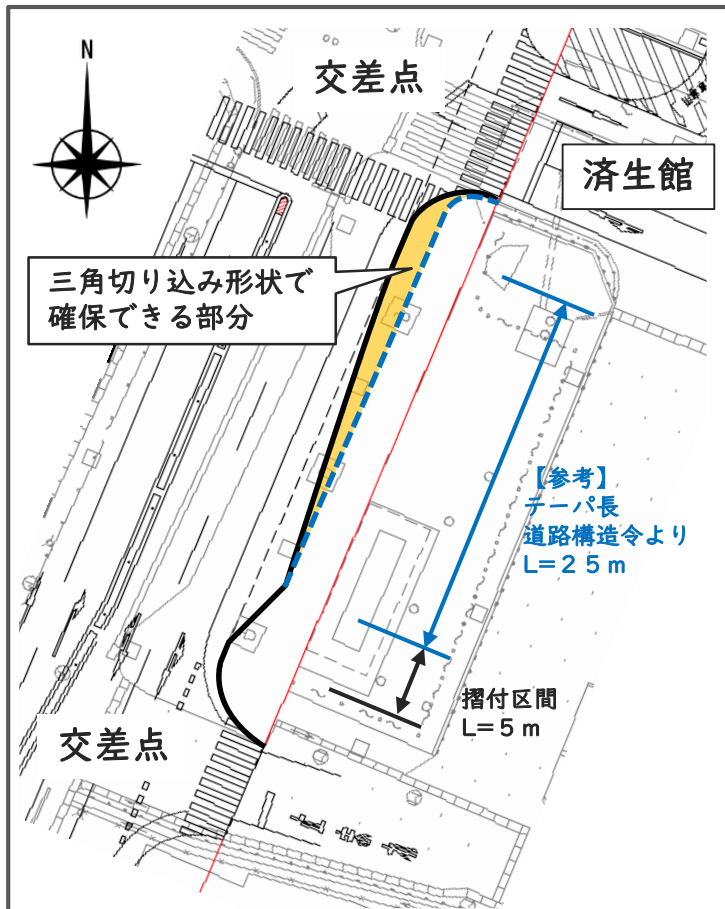 N
交差点
済生館
三角切り込み形状で
確保できる部分
【参考】
テーパ長
道路構造令より
L=25m
摺付区間
L=5m
交差点